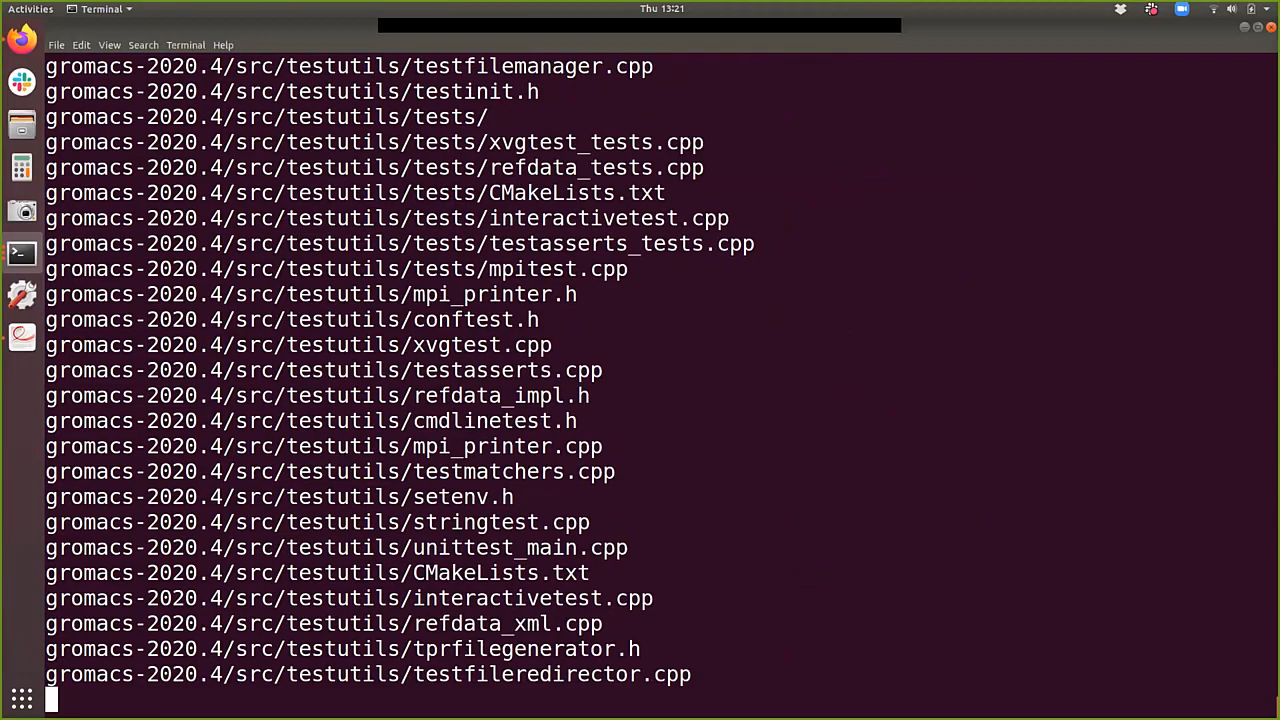 Activities
Terminal
Thu 13:21
File Edit View Search Terminal Help
gromacs-2020.4/src/testutils/testfilemanager.cpp
gromacs-2020.4/src/testutils/testinit.h
gromacs-2020.4/src/testutils/tests/
gromacs-2020.4/src/testutils/tests/xvgtest_tests.cpp
gromacs-2020.4/src/testutils/tests/refdata_tests.cpp
gromacs-2020.4/src/testutils/tests/CMakeLists.txt
gromacs-2020.4/src/testutils/tests/interactivetest.cpp
gromacs-2020.4/src/testutils/tests/testasserts_tests.cpp
gromacs-2020.4/src/testutils/tests/mpitest.cpp
gromacs-2020.4/src/testutils/mpi_printer.h
gromacs-2020.4/src/testutils/conftest.h
gromacs-2020.4/src/testutils/xvgtest.cpp
gromacs-2020.4/src/testutils/testasserts.cpp
gromacs-2020.4/src/testutils/refdata_impl.h
gromacs-2020.4/src/testutils/cmdlinetest.h
gromacs-2020.4/src/testutils/mpi_printer.cpp
gromacs-2020.4/src/testutils/testmatchers.cpp
gromacs-2020.4/src/testutils/setenv.h
gromacs-2020.4/src/testutils/stringtest.cpp
gromacs-2020.4/src/testutils/unittest_main.cpp
gromacs-2020.4/src/testutils/CMakeLists.txt
gromacs-2020.4/src/testutils/interactivetest.cpp
gromacs-2020.4/src/testutils/refdata_xml.cpp
gromacs-2020.4/src/testutils/tprfilegenerator.h
gromacs-2020.4/src/testutils/testfileredirector.cpp